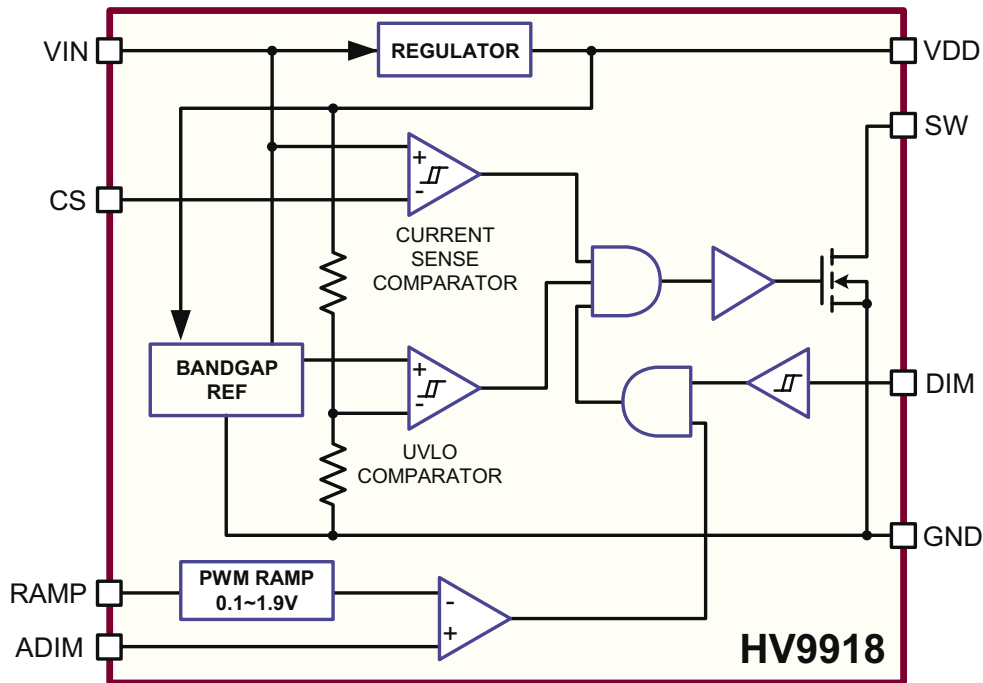 VIN
REGULATOR
VDD
SW
+
-
CS
CURRENT
SENSE
COMPARATOR
BANDGAP
REF
+
-
DIM
UVLO
COMPARATOR
GND
RAMP
PWM RAMP
0.1~1.9V
-
+
ADIM
HV9918